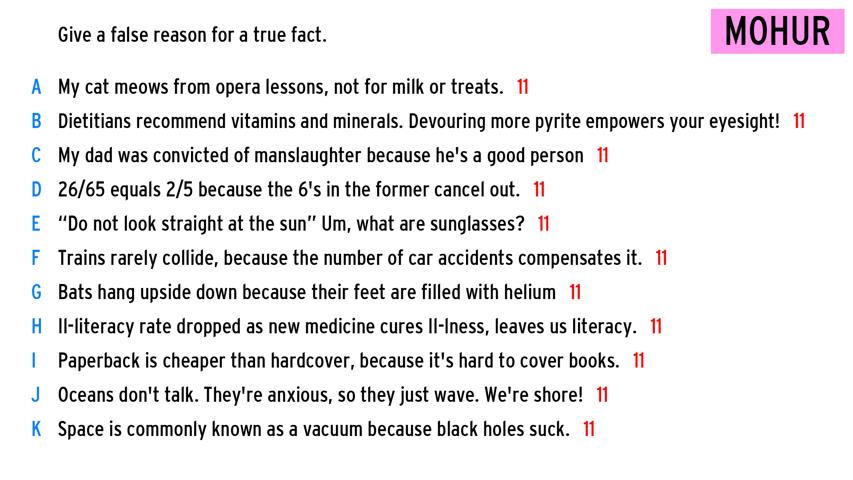 Give a false reason for a true fact.
MOHUR
A My cat meows from opera lessons, not for milk or treats. 11
B Dietitians recommend vitamins and minerals. Devouring more pyrite empowers your eyesight! 11
C My dad was convicted of manslaughter because he's a good person 11
D 26/65 equals 2/5 because the 6's in the former cancel out. 11
E “Do not look straight at the sun” Um, what are sunglasses? 11
F Trains rarely collide, because the number of car accidents compensates it. 11
G Bats hang upside down because their feet are filled with helium 11
H Il-literacy rate dropped as new medicine cures Il-lness, leaves us literacy. 11
I Paperback is cheaper than hardcover, because it's hard to cover books. 11
J Oceans don't talk. They're anxious, so they just wave. We're shore! 11
K Space is commonly known as a vacuum because black holes suck. 11